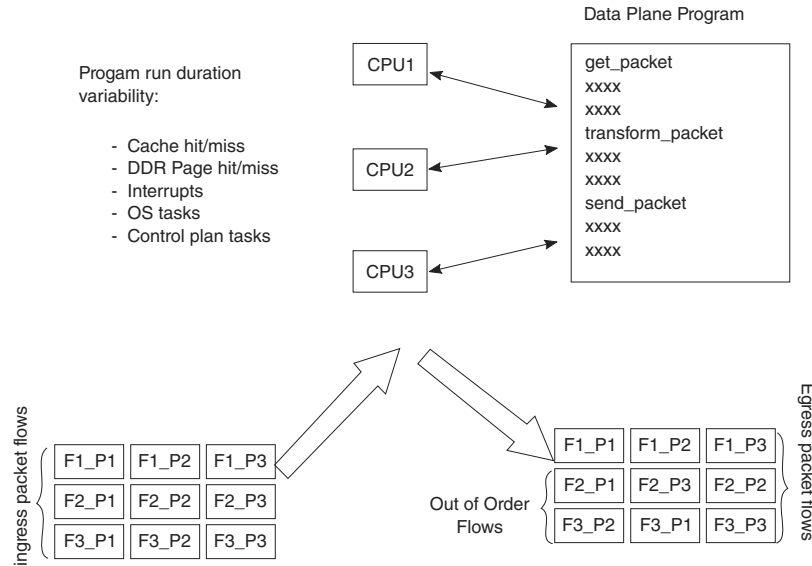 Data Plane Program
Progam run duration
variability:
- Cache hit/miss
- DDR Page hit/miss
- Interrupts
- OS tasks
- Control plan tasks
CPU1
CPU2
CPU3
get_packet
xxxx
xxxx
transform_packet
xxxx
xxxx
send_packet
xxxx
xxxx
ingress packet flows
F1_P1 F1_P2 F1_P3
F2_P1 F2_P2 F2_P3
F3_P1 F3_P2 F3_P3
Out of Order
Flows
F1_P1 F1_P2 F1_P3
F2_P1 F2_P3 F2_P2
F3_P2 F3_P1 F3_P3
Egress packet flows